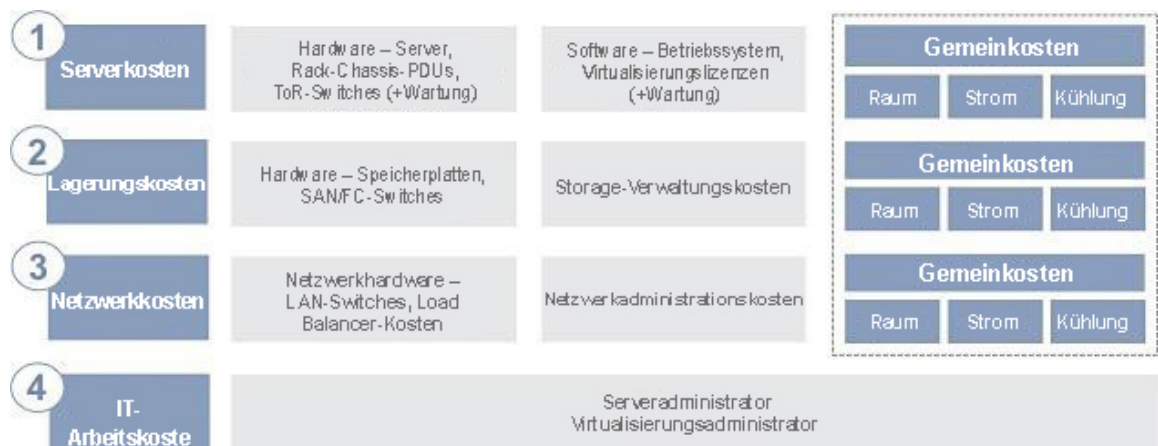 1
Serverkosten
Hardware – Server,
Rack-Chassis-PDUs,
ToR-Switches (+Wartung)
Software – Betriebssystem,
Virtualisierungslizenzen
(+Wartung)
Gemeinkosten
Raum Strom Kühlung
2
Lagerungskosten
Hardware – Speicherplatten,
SAN/FC-Switches
Storage-Verwaltungskosten
Gemeinkosten
Raum Strom Kühlung
3
Netzwerkkosten
Netzwerkhardware –
LAN-Switches, Load
Balancer-Kosten
Netzwerkadministrationskosten
Gemeinkosten
Raum Strom Kühlung
4
IT-
Arbeitskoste
Serveradministrator
Virtualisierungsadministrator